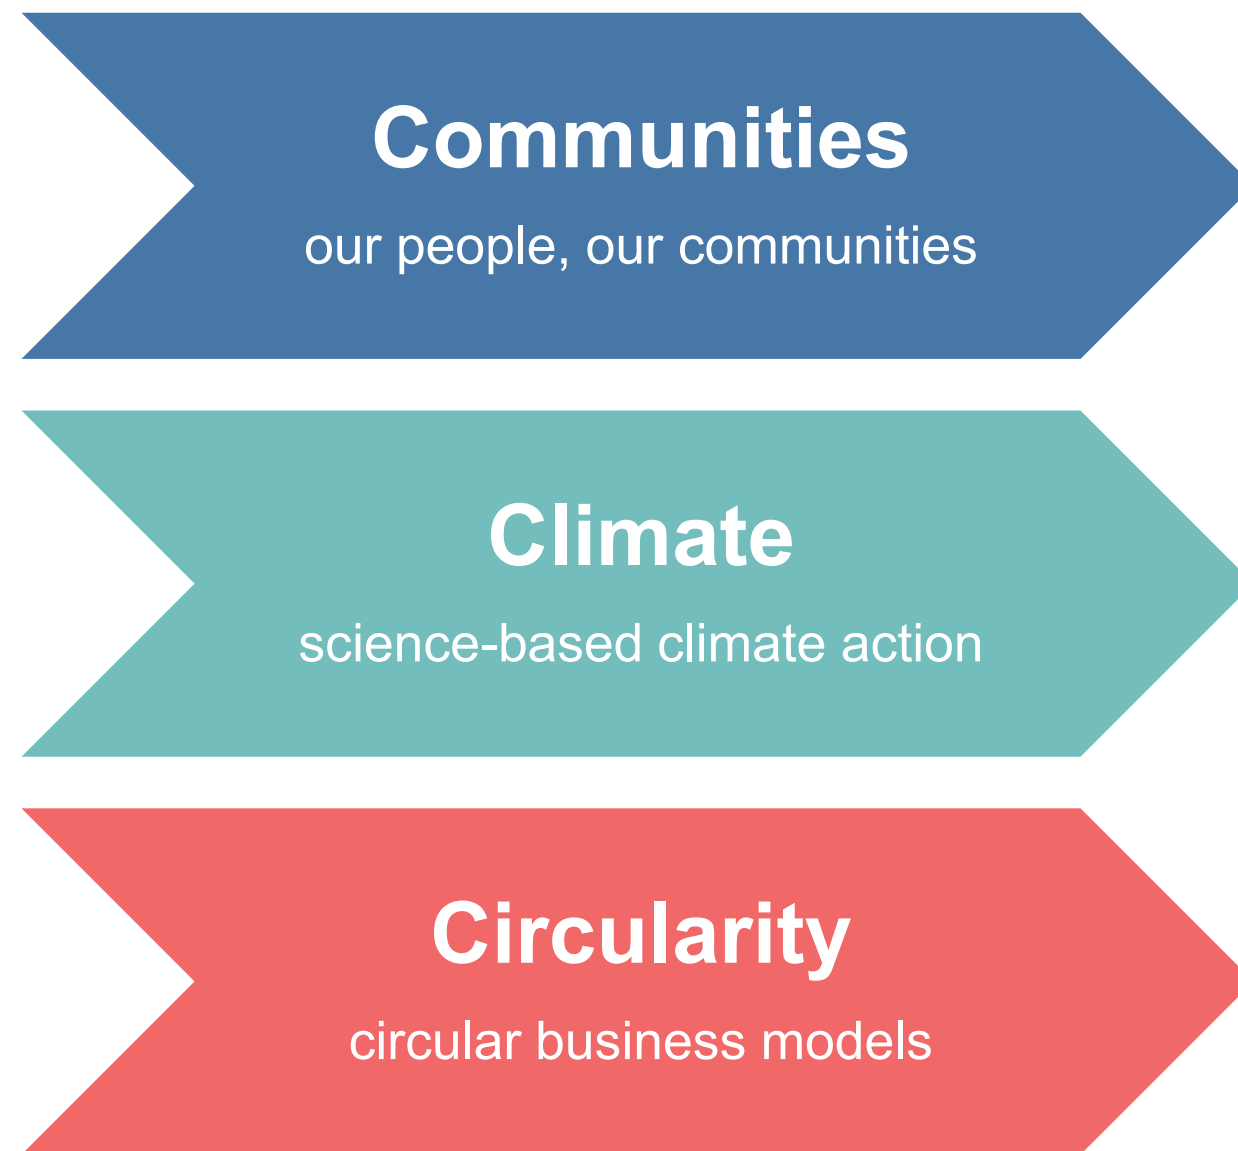 Communities
our people, our communities
Climate
science-based climate action
Circularity
circular business models